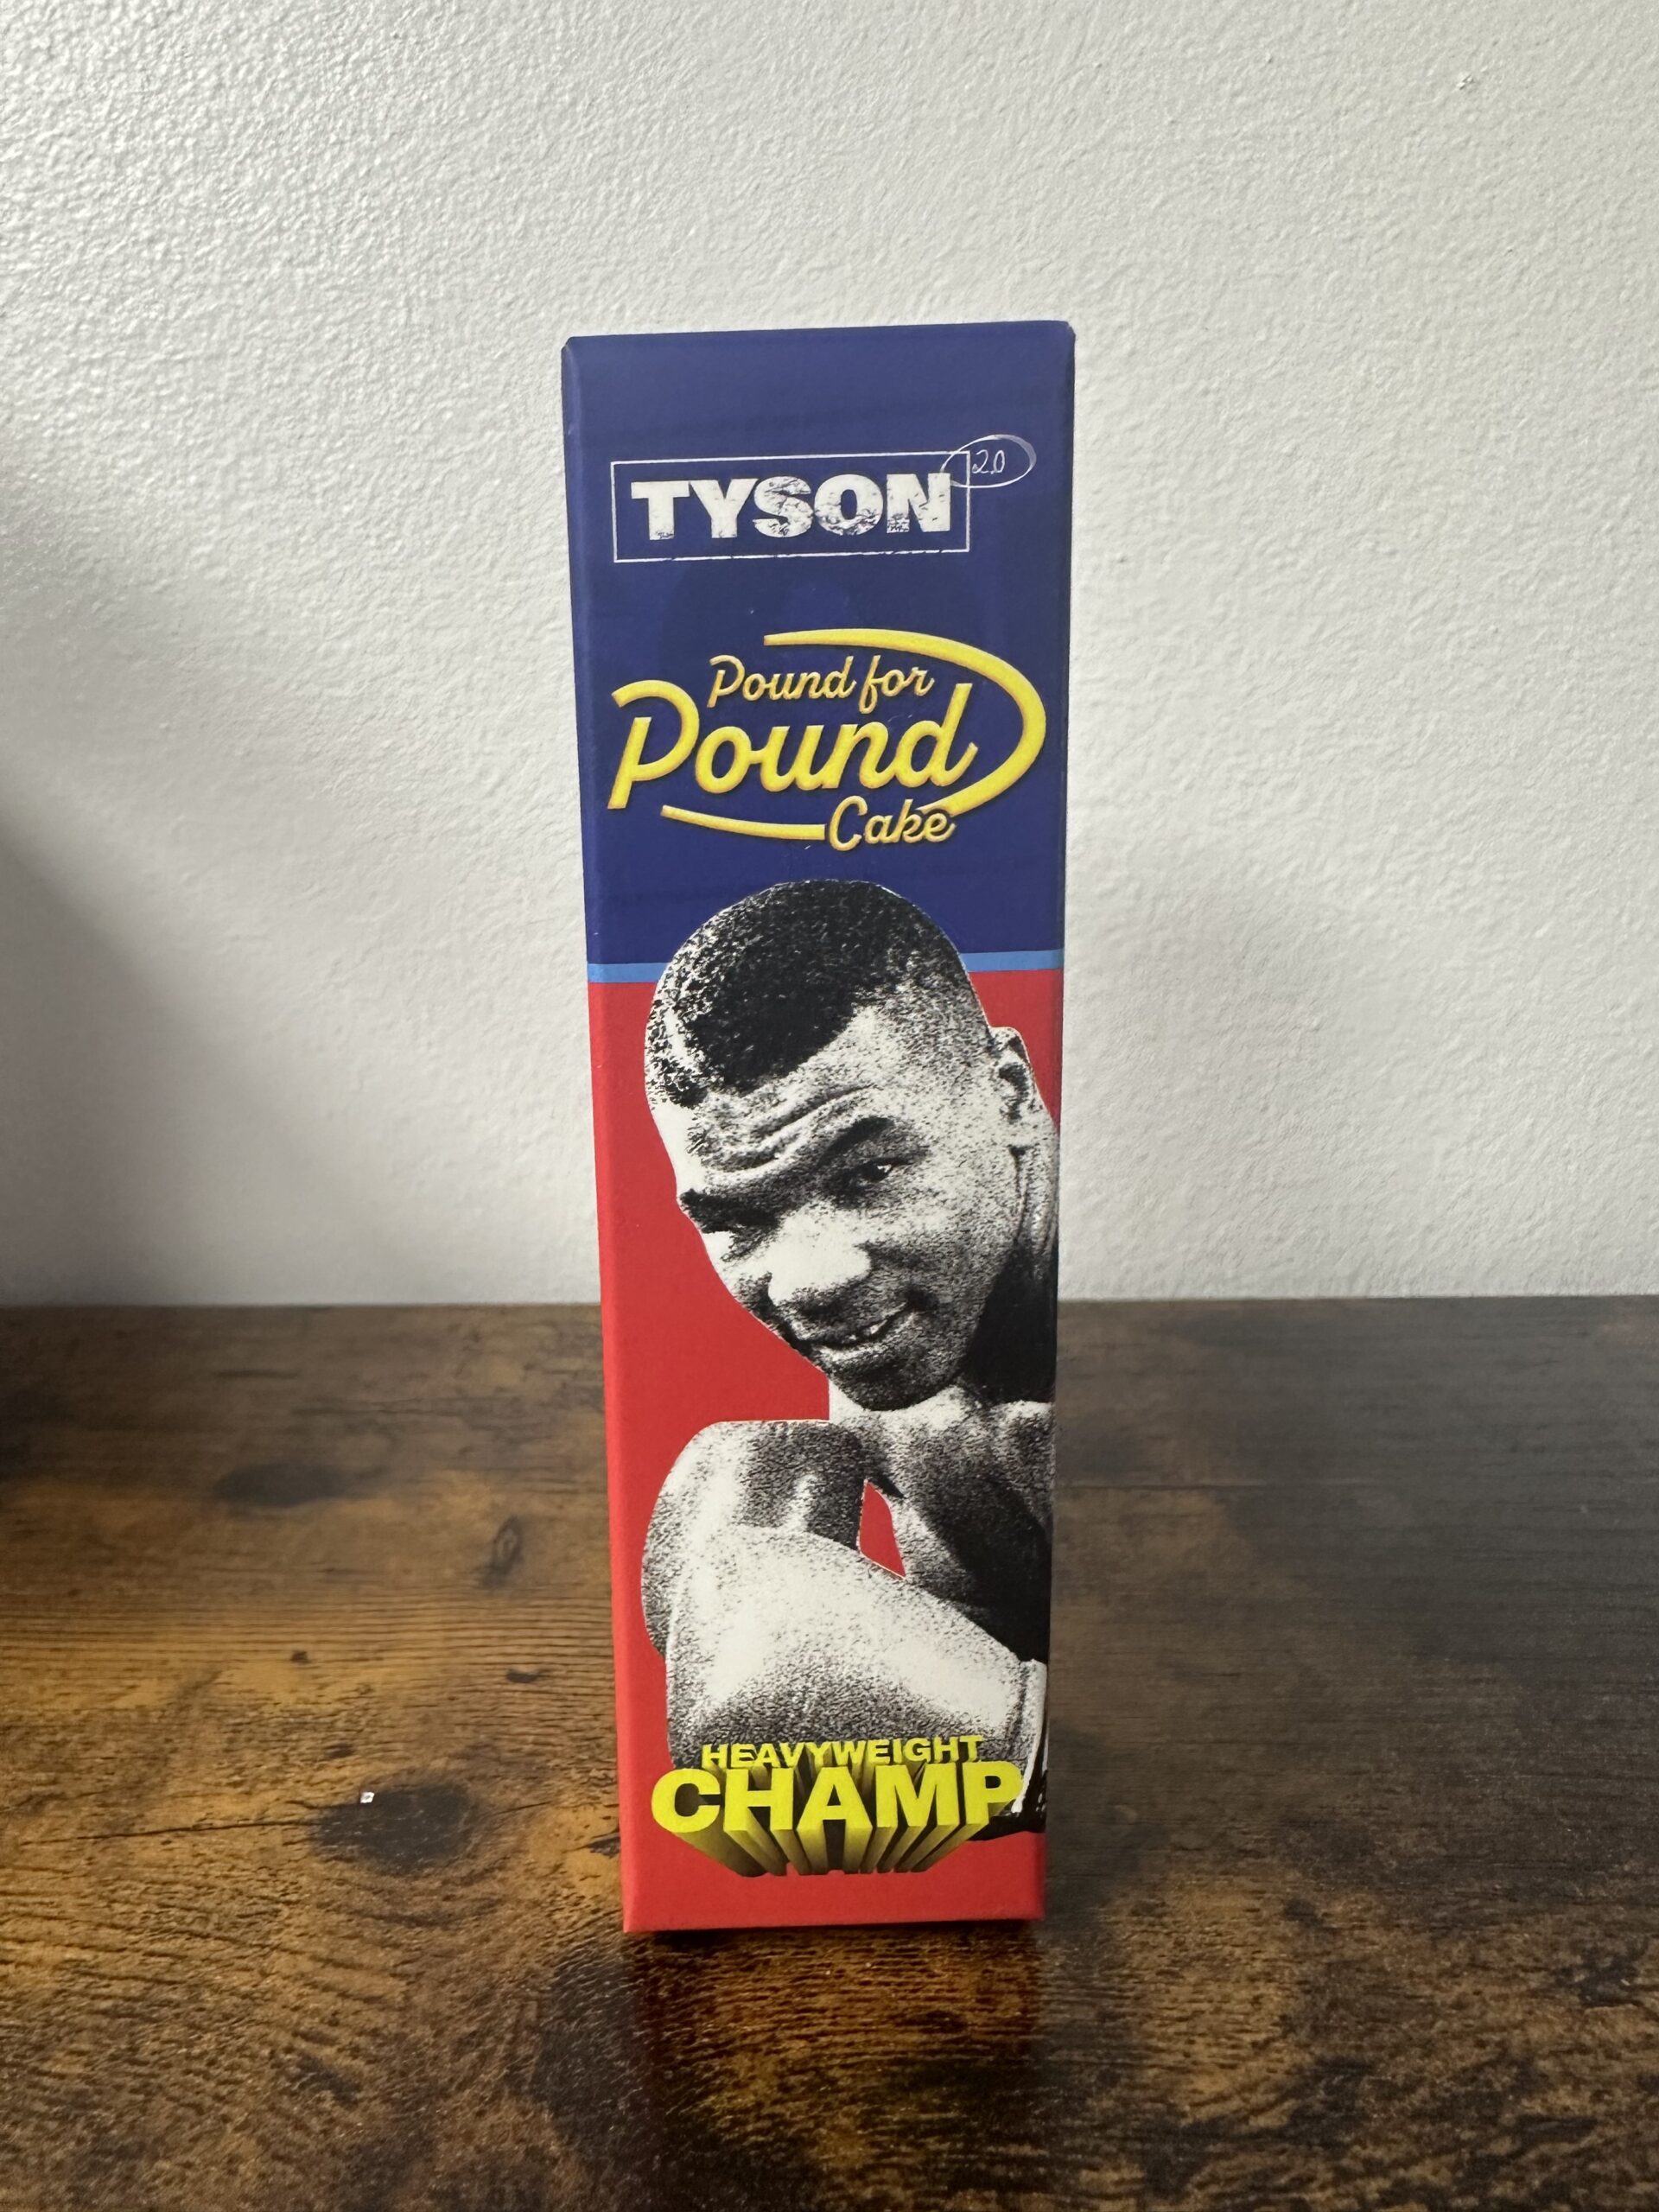 TYSON 2.0
Pound for
Pound
Cake
HEAVYWEIGHT
CHAMP